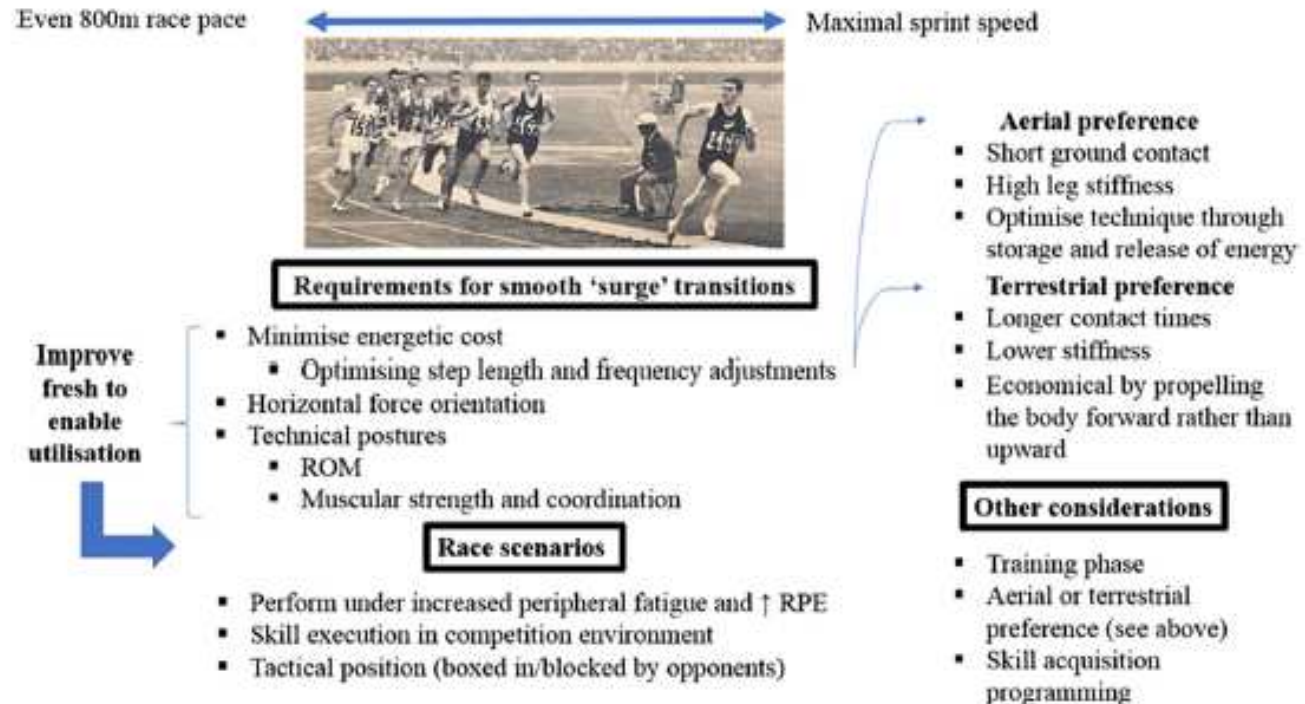 Even 800m race pace
Maximal sprint speed
Requirements for smooth ‘surge’ transitions
Improve
fresh to
enable
utilisation
▪ Minimise energetic cost
▪ Optimising step length and frequency adjustments
▪ Horizontal force orientation
▪ Technical postures
▪ ROM
▪ Muscular strength and coordination
Race scenarios
▪ Perform under increased peripheral fatigue and ↑ RPE
▪ Skill execution in competition environment
▪ Tactical position (boxed in/blocked by opponents)
Aerial preference
▪ Short ground contact
▪ High leg stiffness
▪ Optimise technique through
storage and release of energy
Terrestrial preference
▪ Longer contact times
▪ Lower stiffness
▪ Economical by propelling
the body forward rather than
upward
Other considerations
▪ Training phase
▪ Aerial or terrestrial
preference (see above)
▪ Skill acquisition
programming